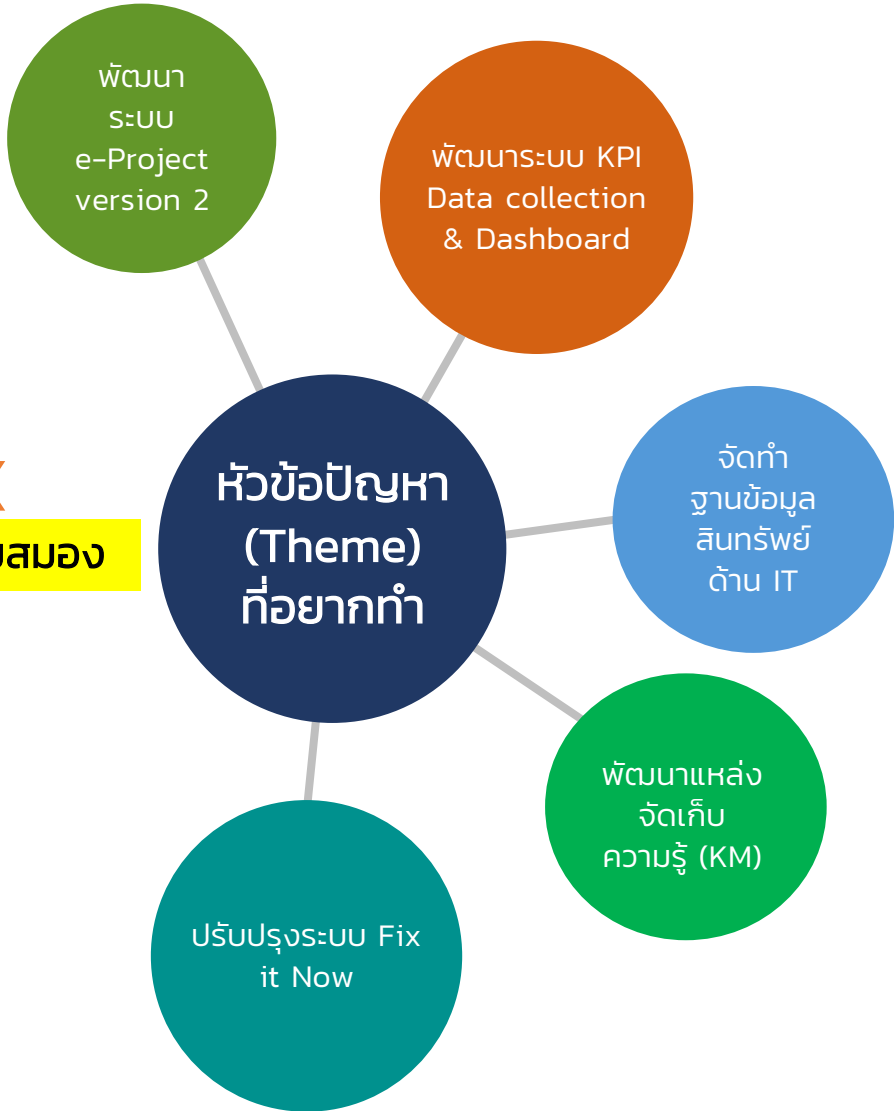 พัฒนา
ระบบ
e-Project
version 2
พัฒนาระบบ KPI
Data collection
& Dashboard
หัวข้อปัญหา
(Theme)
ที่อยากทำ
สมอง
จัดทำ
ฐานข้อมูล
สินทรัพย์
ด้าน IT
พัฒนาแหล่ง
จัดเก็บ
ความรู้ (KM)
ปรับปรุงระบบ Fix
it Now